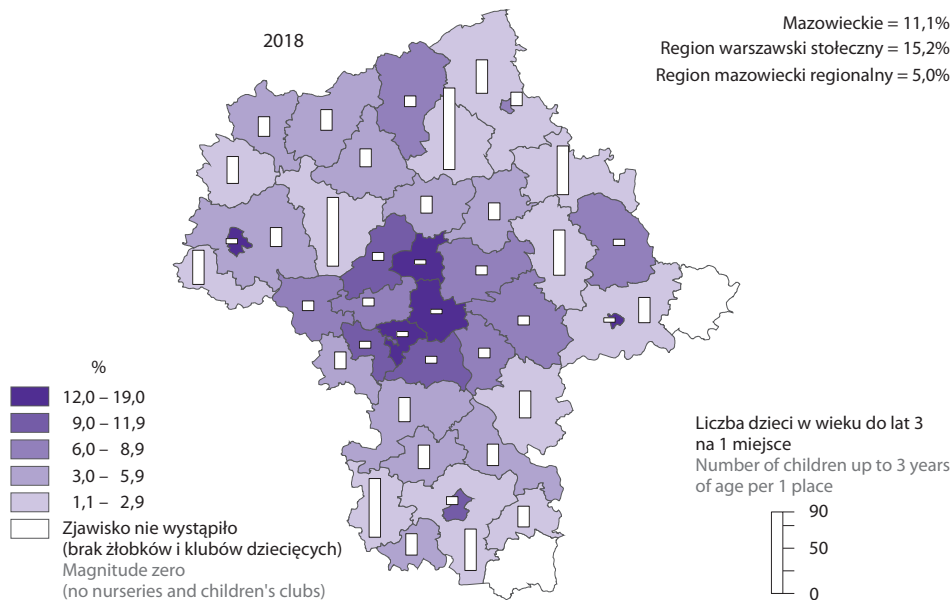 2018
Mazowieckie = 11,1%
Region warszawski stołeczny = 15,2%
Region mazowiecki regionalny = 5,0%
%
12,0 – 19,0
9,0 – 11,9
6,0 – 8,9
3,0 – 5,9
1,1 – 2,9
Zjawisko nie wystąpiło
(brak żłobków i klubów dziecięcych)
Magnitude zero
(no nurseries and children's clubs)
Liczba dzieci w wieku do lat 3
na 1 miejsce
Number of children up to 3 years
of age per 1 place
90
50
0